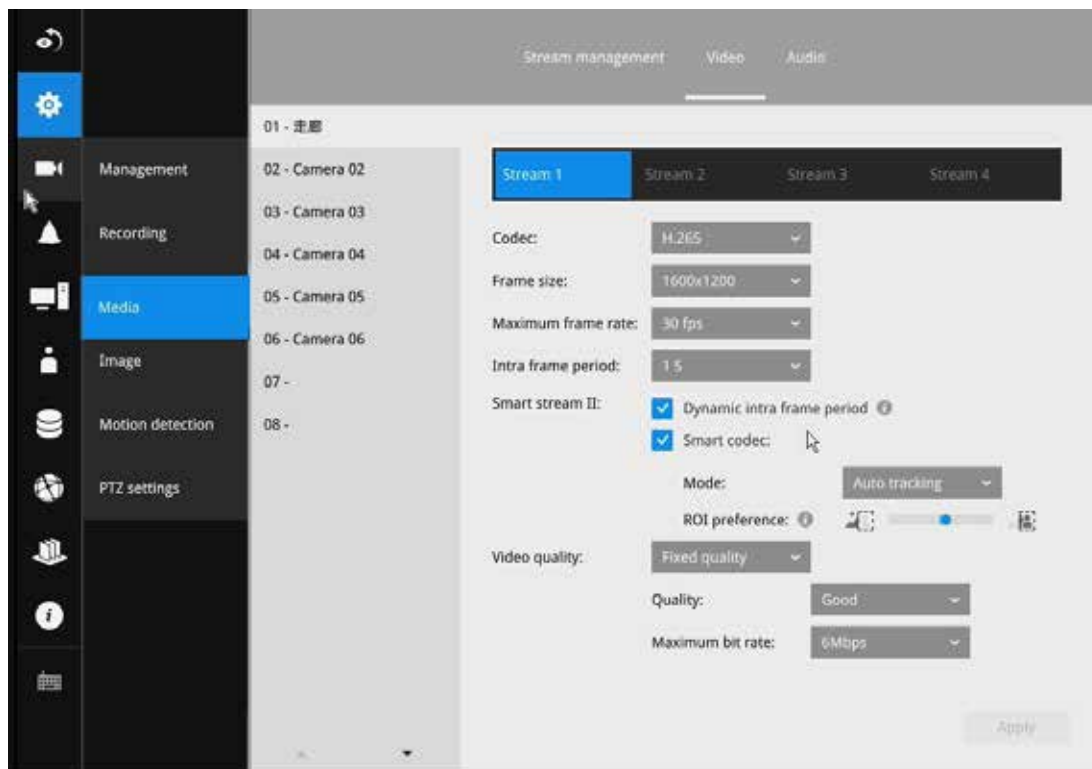 Stream management Video Audio
Management
Recording
Media
Image
Motion detection
PTZ settings
01 - 走廊
02 - Camera 02
03 - Camera 03
04 - Camera 04
05 - Camera 05
06 - Camera 06
07 -
08 -
Stream 1 Stream 2 Stream 3 Stream 4
Codec: H.265
Frame size: 1600x1200
Maximum frame rate: 30 fps
Intra frame period: 1 S
Smart stream II: Dynamic intra frame period
Smart codec:
Mode: Auto tracking
ROI preference:
Video quality: Fixed quality
Quality: Good
Maximum bit rate: 6Mbps
Apply